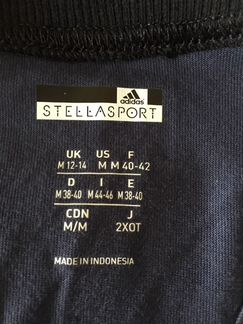 adidas
STELLASPORT
UK US F
M 12-14 M M 40-42
D I E
M 38-40 M 44-46 M 38-40
CDN J
M/M 2XOT
MADE IN INDONESIA